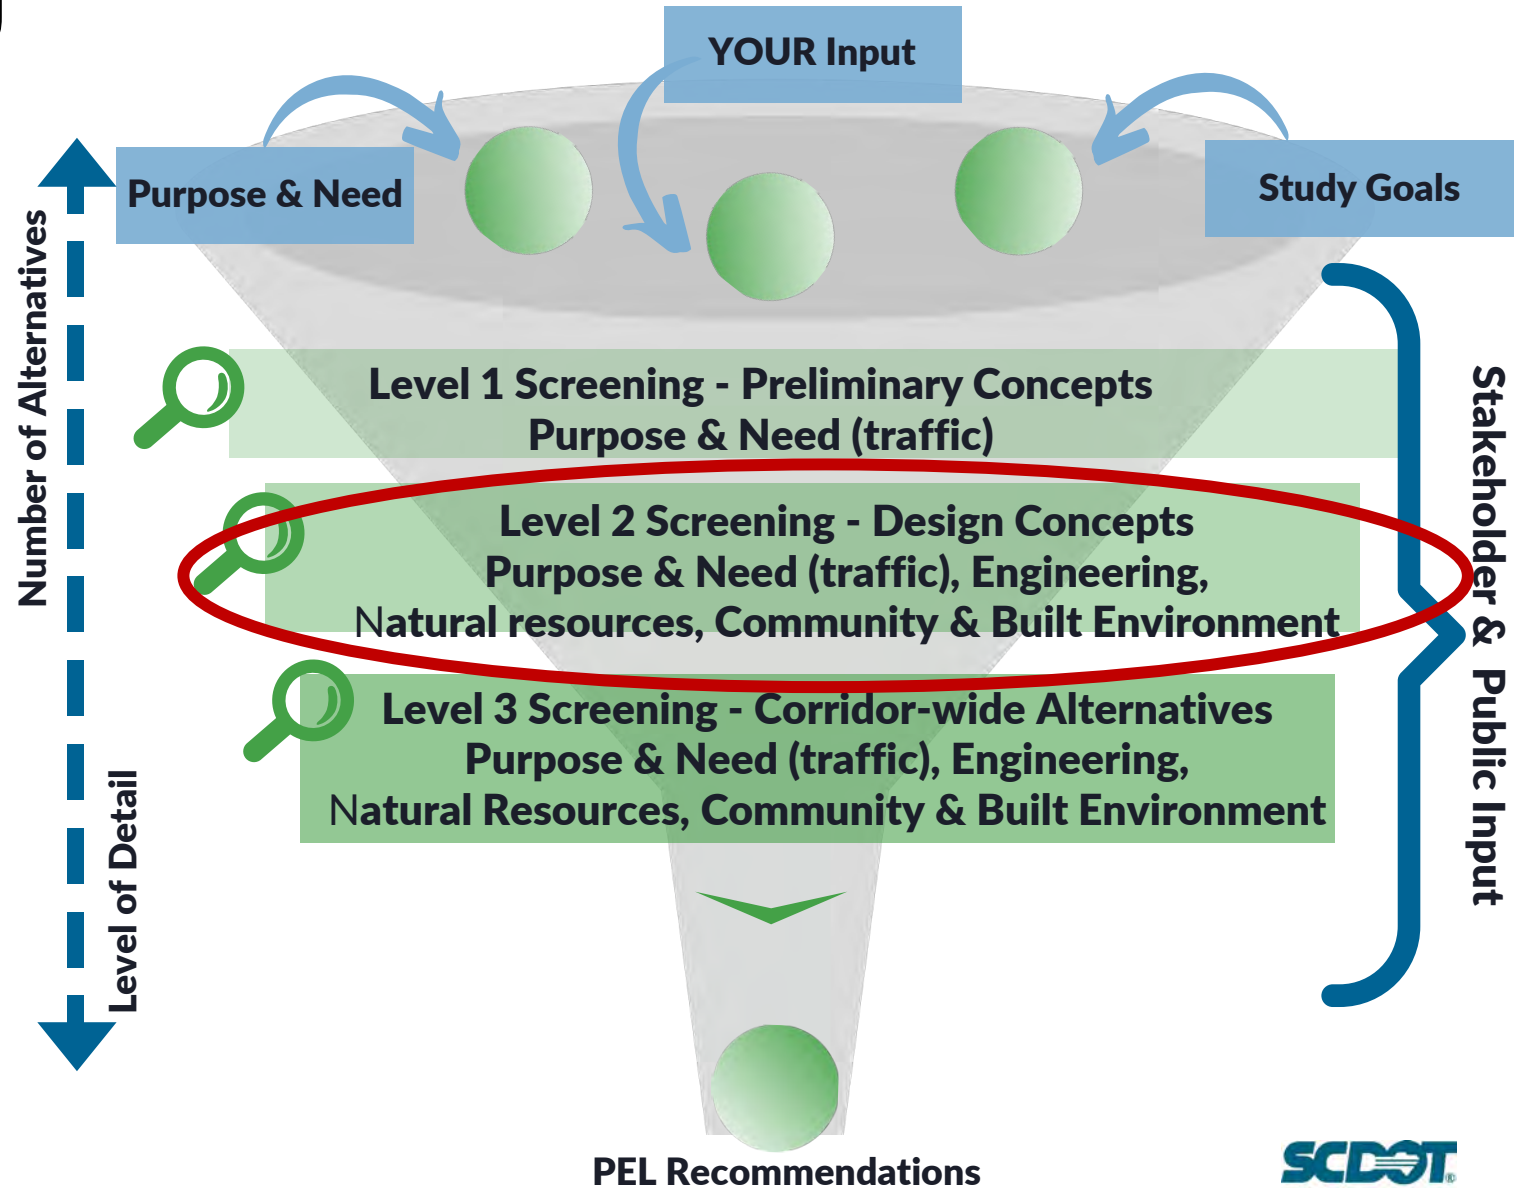 YOUR Input
Purpose & Need
Study Goals
Number of Alternatives
Level of Detail
Level 1 Screening - Preliminary Concepts
Purpose & Need (traffic)
Level 2 Screening - Design Concepts
Purpose & Need (traffic), Engineering,
Natural resources, Community & Built Environment
Level 3 Screening - Corridor-wide Alternatives
Purpose & Need (traffic), Engineering,
Natural Resources, Community & Built Environment
Stakeholder & Public Input
PEL Recommendations
SCDOT®